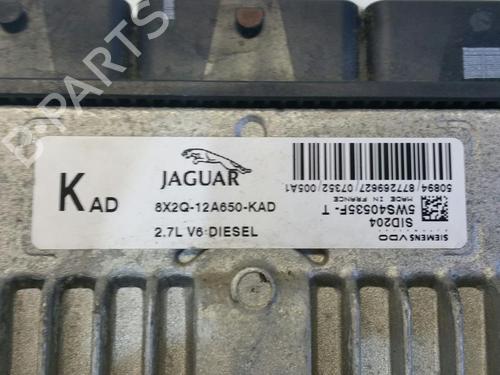 K AD
JAGUAR
8X2Q-12A650-KAD
2.7L V6 DIESEL
50894/8777269627 07352/005A1
MADE IN FRANCE
5WS40535F-T
SID204
SIEMENS VDO
B-PARTS